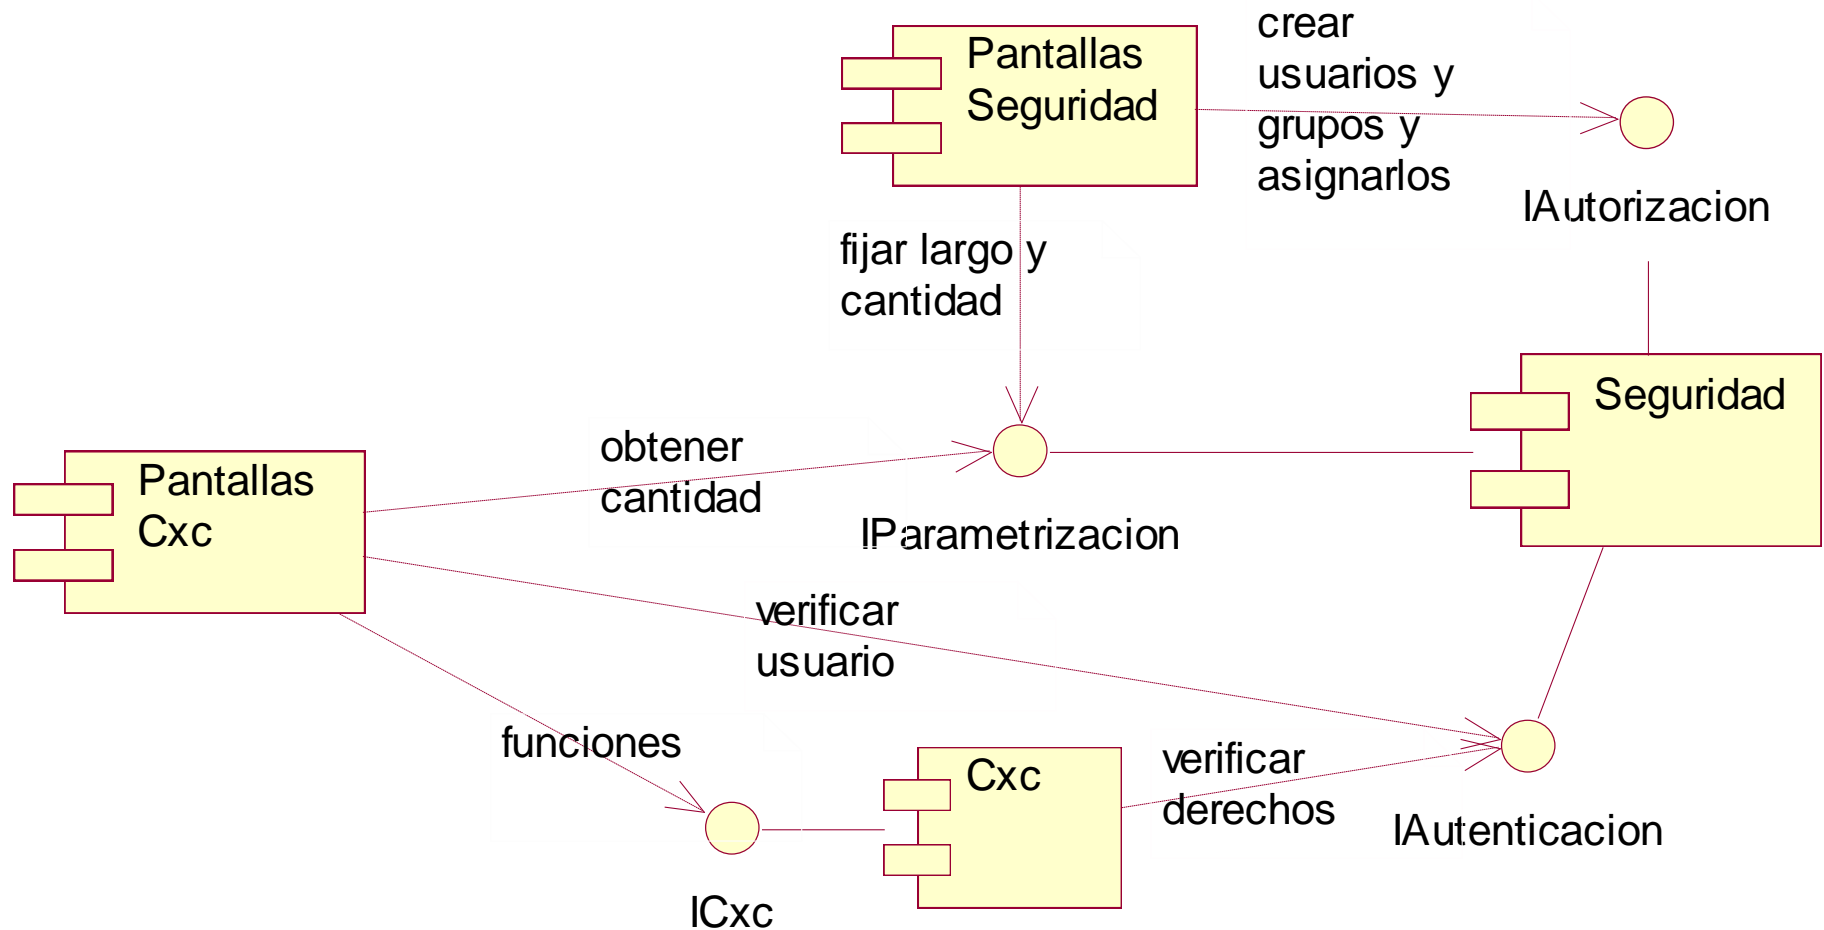 crear
usuarios y
grupos y
asignarlos
Pantallas
Seguridad
IAutorizacion
fijar largo y
cantidad
Seguridad
obtener
cantidad
Pantallas
Cxc
IParametrizacion
verificar
usuario
funciones
Cxc
verificar
derechos
IAutenticacion
ICxc